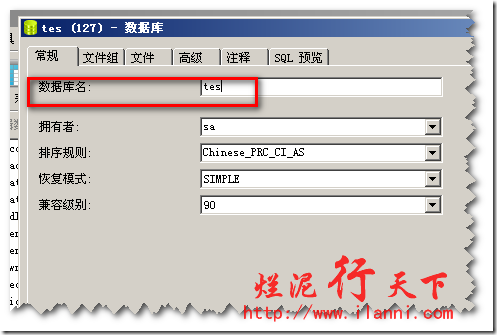 tes (127) - 数据库
常规 文件组 文件 高级 注释 SQL 预览
数据库名: tes
拥有者: sa
排序规则: Chinese_PRC_CI_AS
恢复模式: SIMPLE
兼容级别: 90
烂泥行天下
http://www.ilanni.com